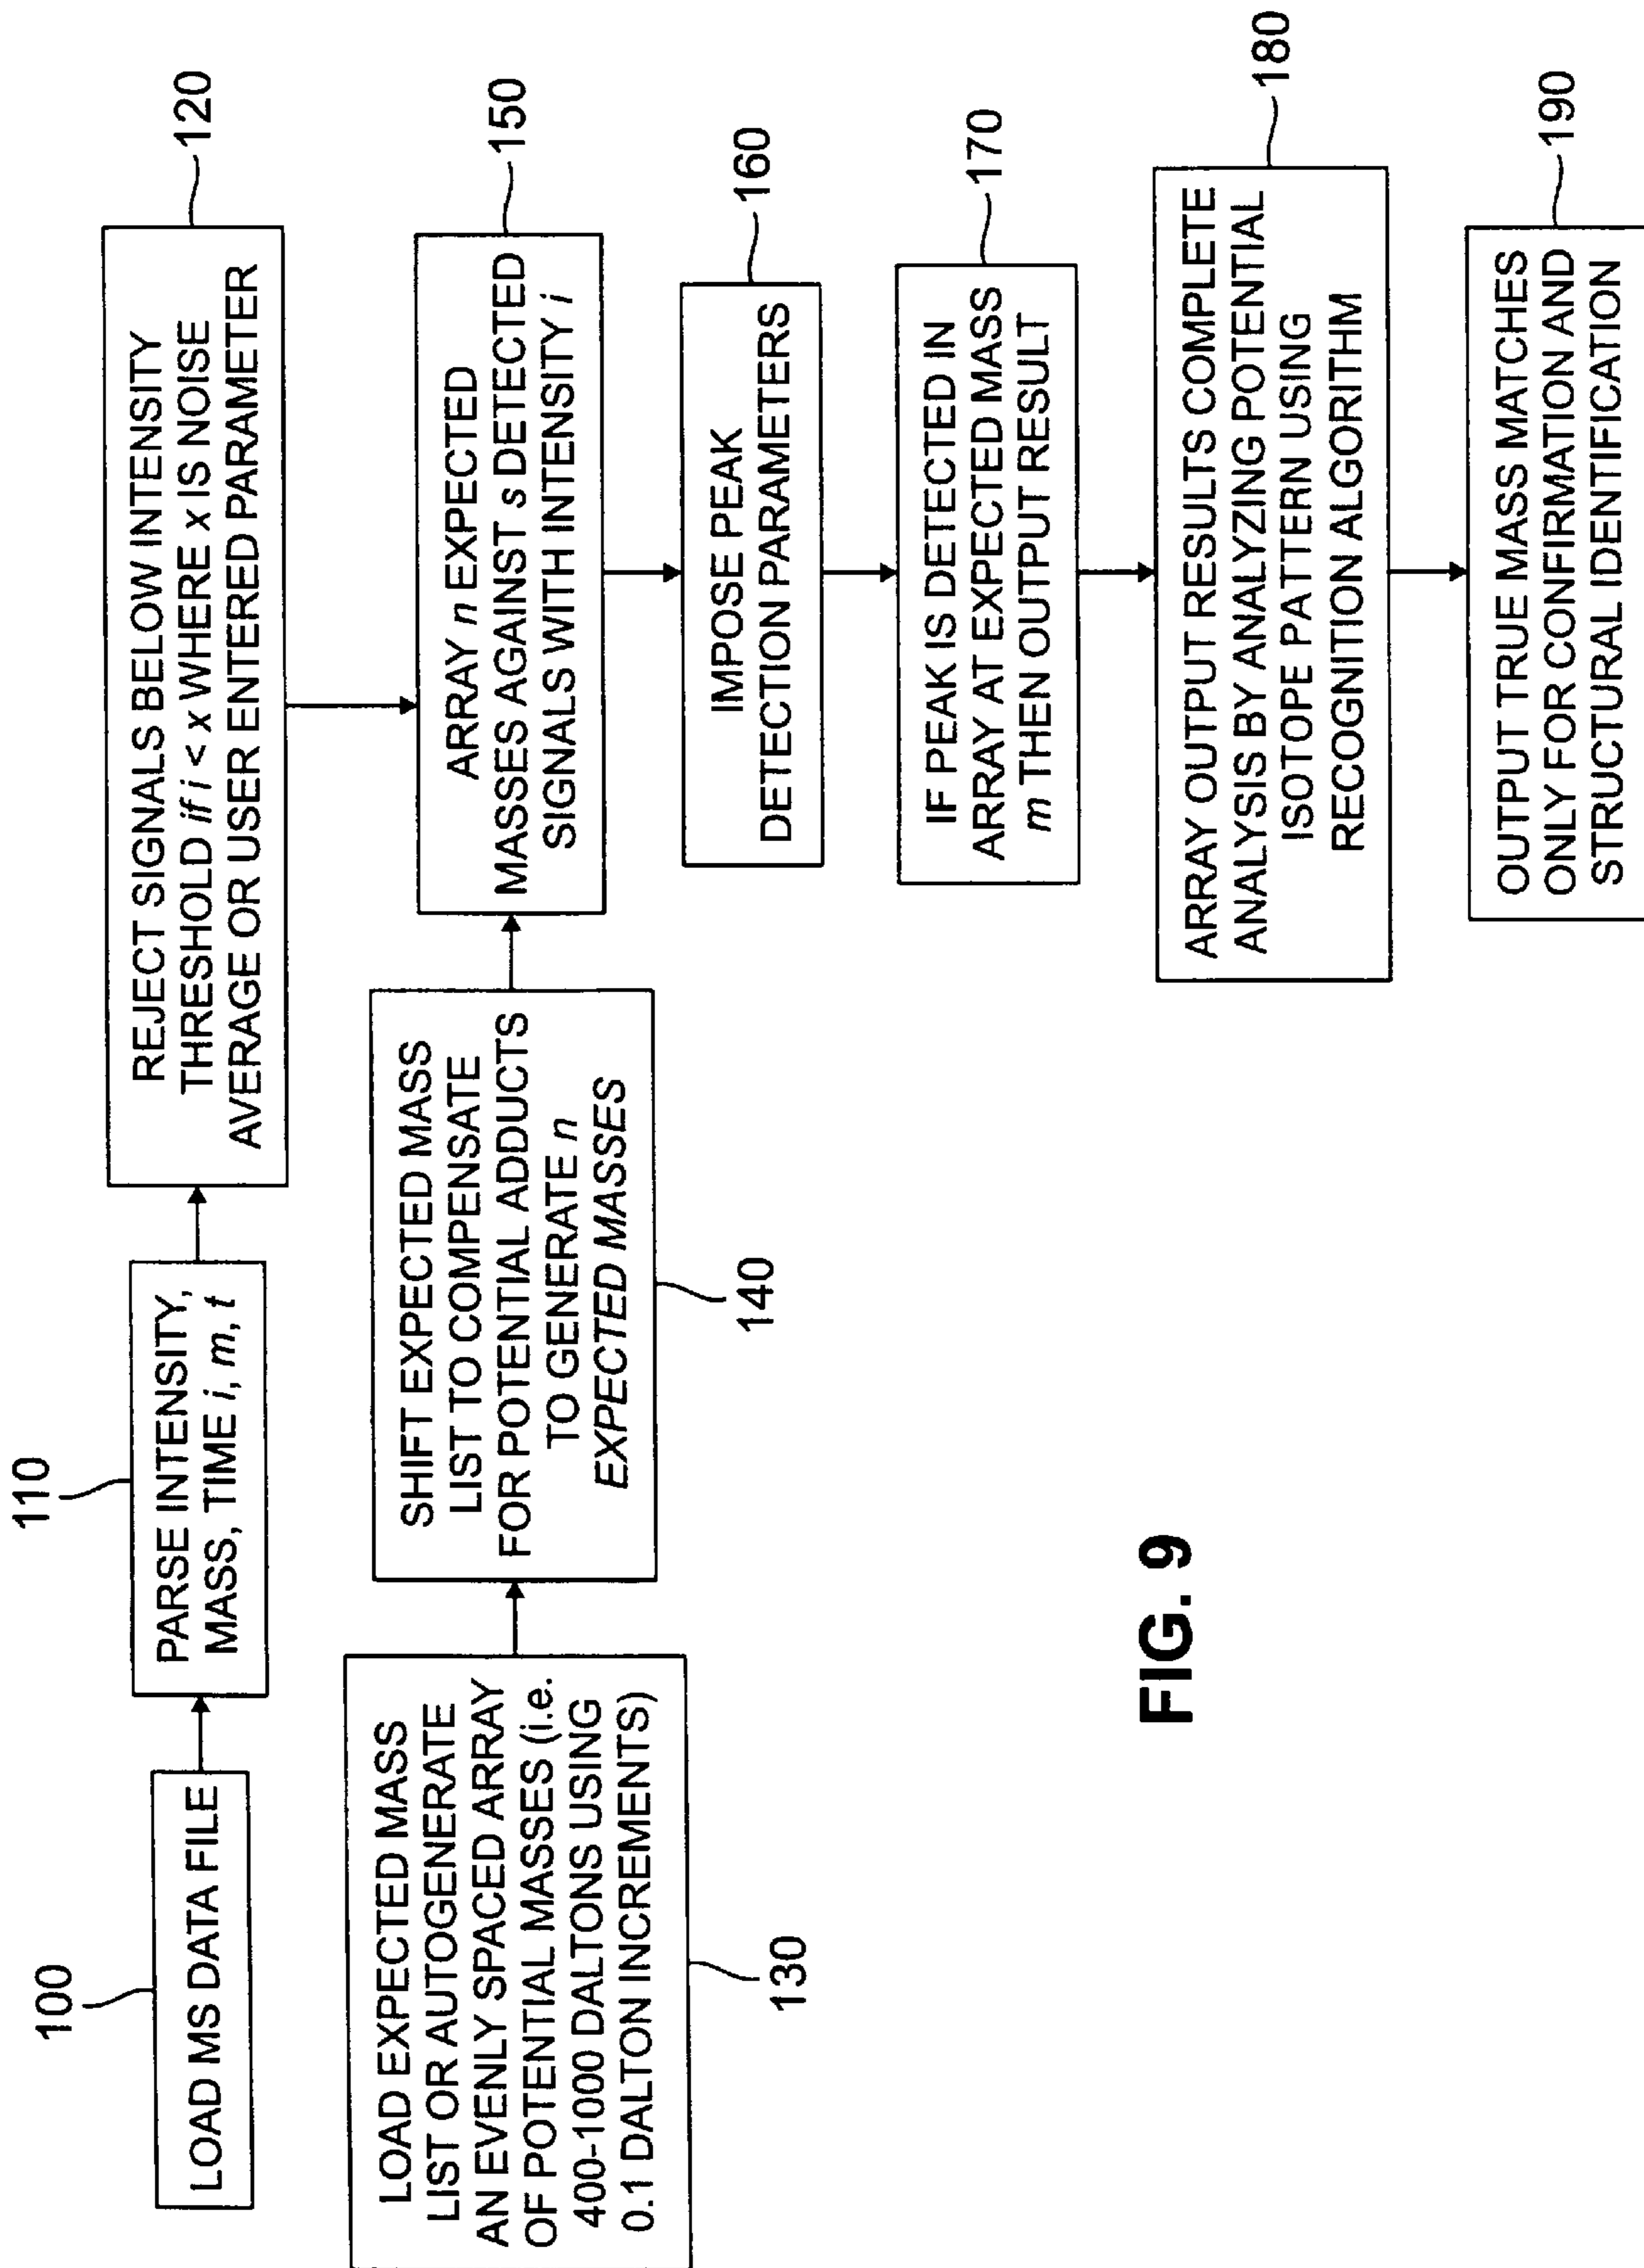 100
LOAD MS DATA FILE
110
PARSE INTENSITY,
MASS, TIME i, m, t
120
REJECT SIGNALS BELOW INTENSITY
THRESHOLD if i < x WHERE x IS NOISE
AVERAGE OR USER ENTERED PARAMETER
LOAD EXPECTED MASS
LIST OR AUTOGENERATE
AN EVENLY SPACED ARRAY
OF POTENTIAL MASSES (i.e.
400-1000 DALTONS USING
0.1 DALTON INCREMENTS)
130
SHIFT EXPECTED MASS
LIST TO COMPENSATE
FOR POTENTIAL ADDUCTS
TO GENERATE n
EXPECTED MASSES
140
150
ARRAY n EXPECTED
MASSES AGAINST s DETECTED
SIGNALS WITH INTENSITY i
160
IMPOSE PEAK
DETECTION PARAMETERS
170
IF PEAK IS DETECTED IN
ARRAY AT EXPECTED MASS
m THEN OUTPUT RESULT
180
ARRAY OUTPUT RESULTS COMPLETE
ANALYSIS BY ANALYZING POTENTIAL
ISOTOPE PATTERN USING
RECOGNITION ALGORITHM
190
OUTPUT TRUE MASS MATCHES
ONLY FOR CONFIRMATION AND
STRUCTURAL IDENTIFICATION
FIG. 9